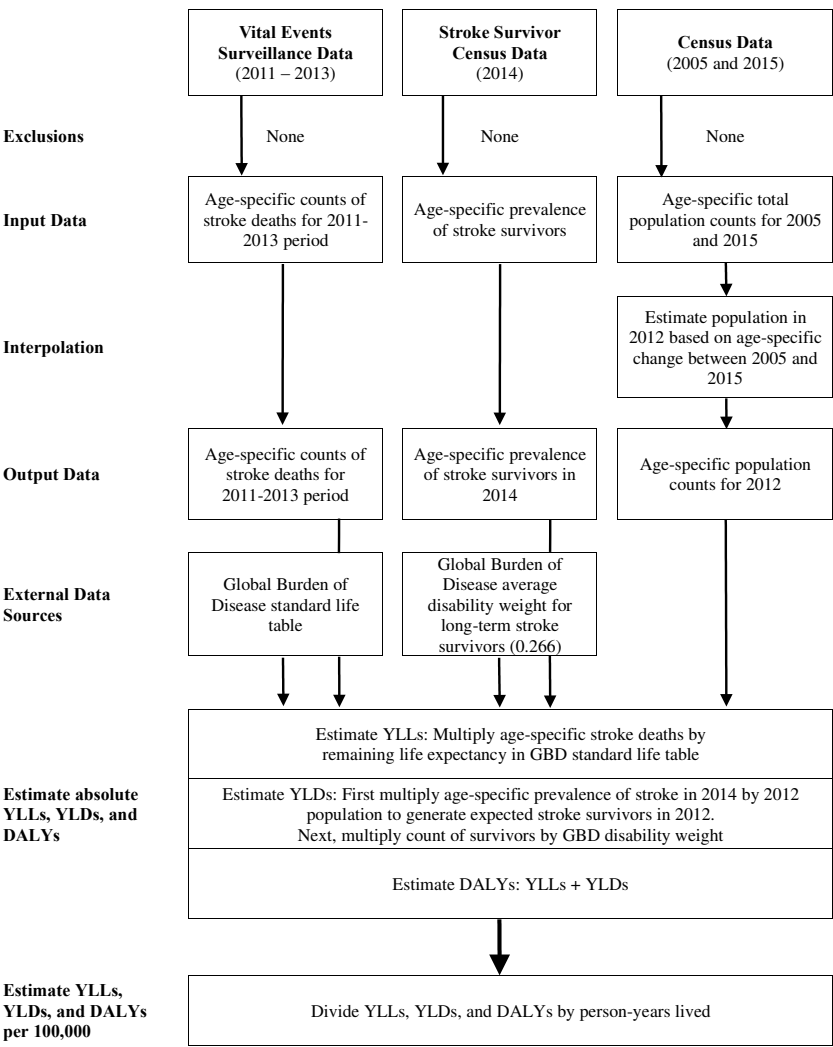 Vital Events
Surveillance Data
(2011 – 2013)
Stroke Survivor
Census Data
(2014)
Census Data
(2005 and 2015)
Exclusions
None
None
None
Input Data
Age-specific counts of
stroke deaths for 2011-
2013 period
Age-specific prevalence
of stroke survivors
Age-specific total
population counts for 2005
and 2015
Interpolation
Estimate population in
2012 based on age-specific
change between 2005 and
2015
Output Data
Age-specific counts of
stroke deaths for
2011-2013 period
Age-specific prevalence
of stroke survivors in
2014
Age-specific population
counts for 2012
External Data
Sources
Global Burden of
Disease standard life
table
Global Burden of
Disease average
disability weight for
long-term stroke
survivors (0.266)
Estimate absolute
YLLs, YLDs, and
DALYs
Estimate YLLs: Multiply age-specific stroke deaths by
remaining life expectancy in GBD standard life table
Estimate YLDs: First multiply age-specific prevalence of stroke in 2014 by 2012
population to generate expected stroke survivors in 2012.
Next, multiply count of survivors by GBD disability weight
Estimate DALYs: YLLs + YLDs
Estimate YLLs,
YLDs, and DALYs
per 100,000
Divide YLLs, YLDs, and DALYs by person-years lived